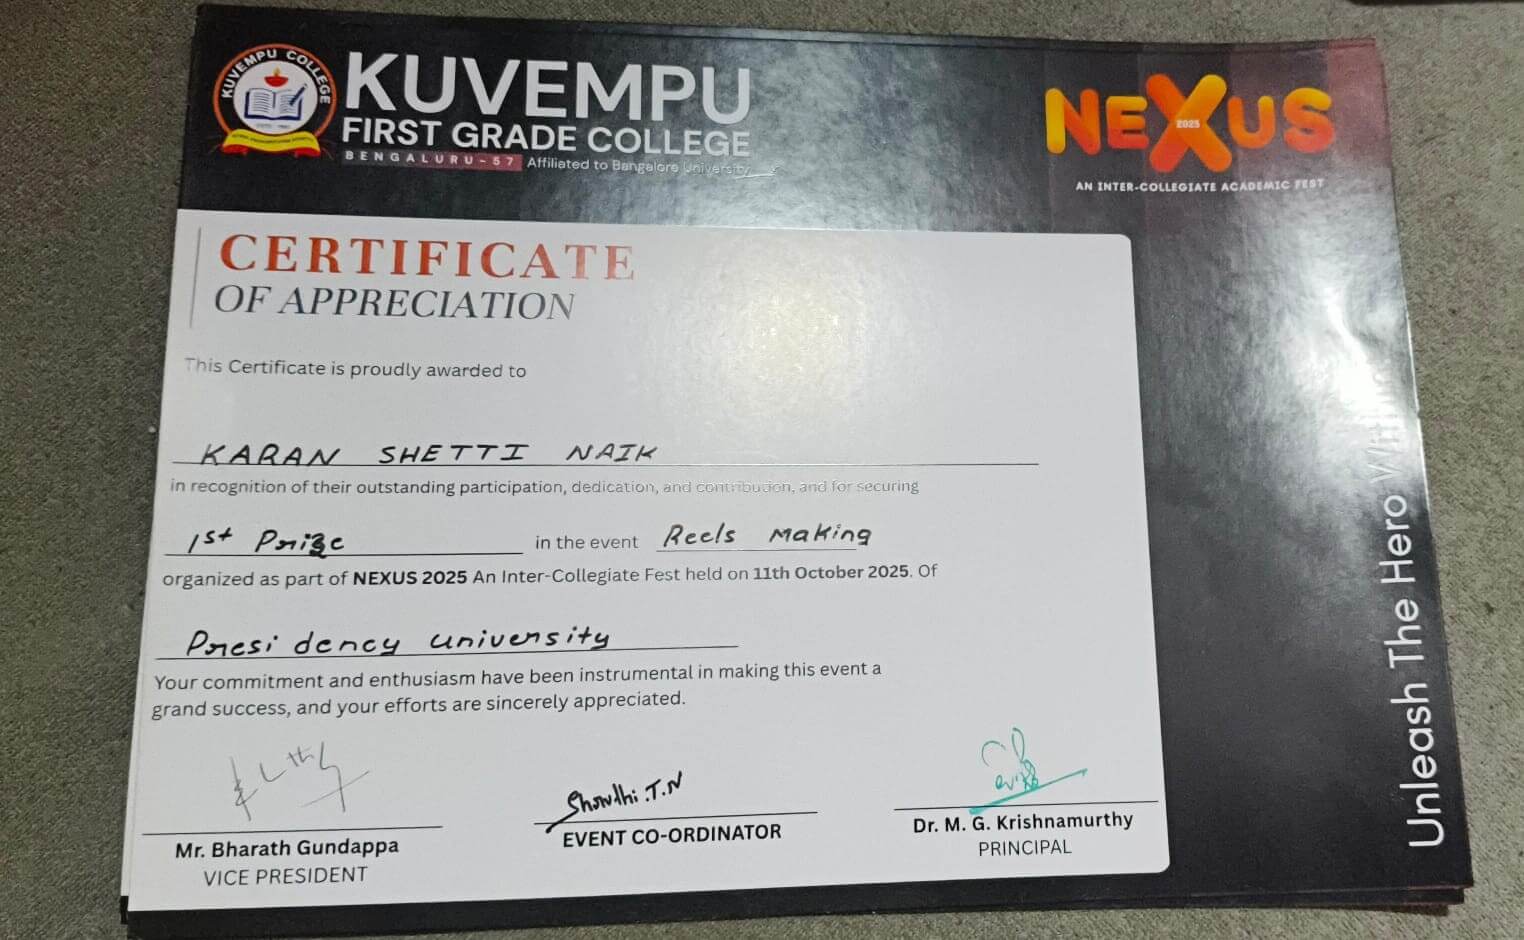 KUVEMPU COLLEGE
KUVEMPU
FIRST GRADE COLLEGE
BENGALURU-57 Affiliated to Bangalore University
NEXUS
2025
AN INTER-COLLEGIATE ACADEMIC FEST
CERTIFICATE
OF APPRECIATION
This Certificate is proudly awarded to
KARAN SHETTI NAIK
in recognition of their outstanding participation, dedication, and contribution, and for securing
1st Prize in the event Reels Making
organized as part of NEXUS 2025 An Inter-Collegiate Fest held on 11th October 2025. Of
Presidency University
Your commitment and enthusiasm have been instrumental in making this event a
grand success, and your efforts are sincerely appreciated.
Mr. Bharath Gundappa
VICE PRESIDENT
EVENT CO-ORDINATOR
Dr. M. G. Krishnamurthy
PRINCIPAL
Unleash The Hero Within